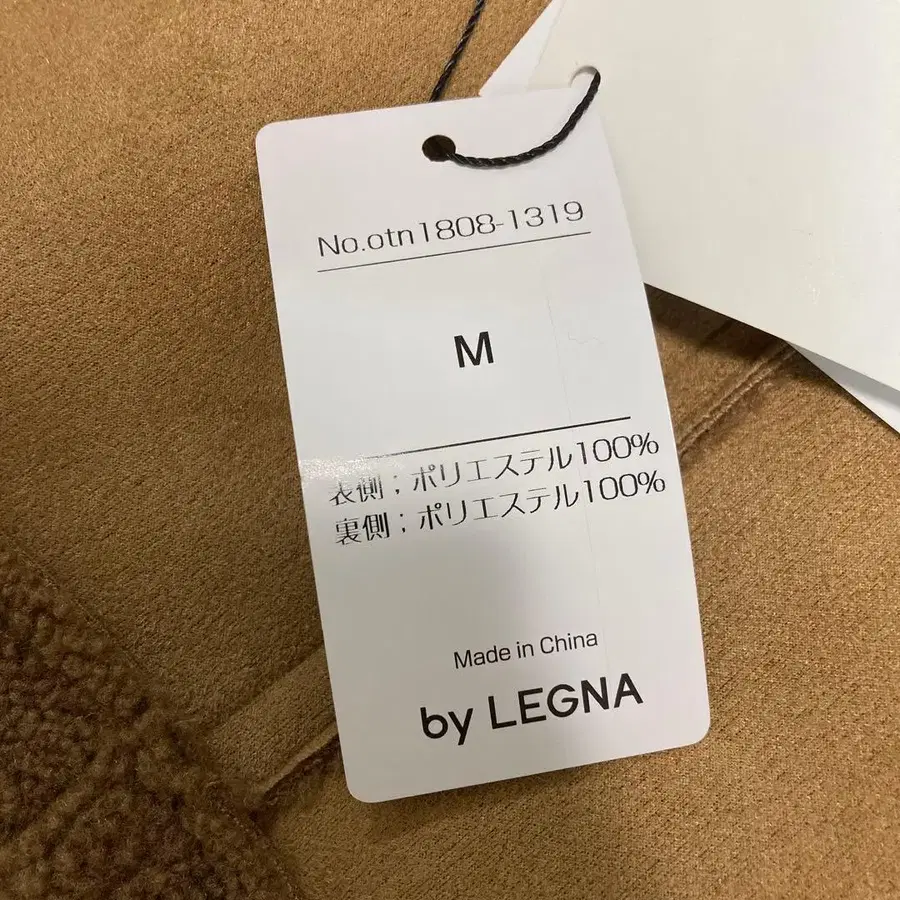 No.otn1808-1319
M
表側；ポリエステル100%
裏側；ポリエステル100%
Made in China
by LEGNA